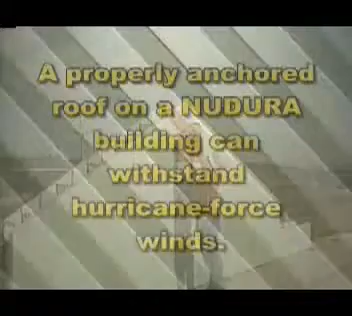 A properly anchored
roof on a NUDURA
building can
withstand
hurricane-force
winds.